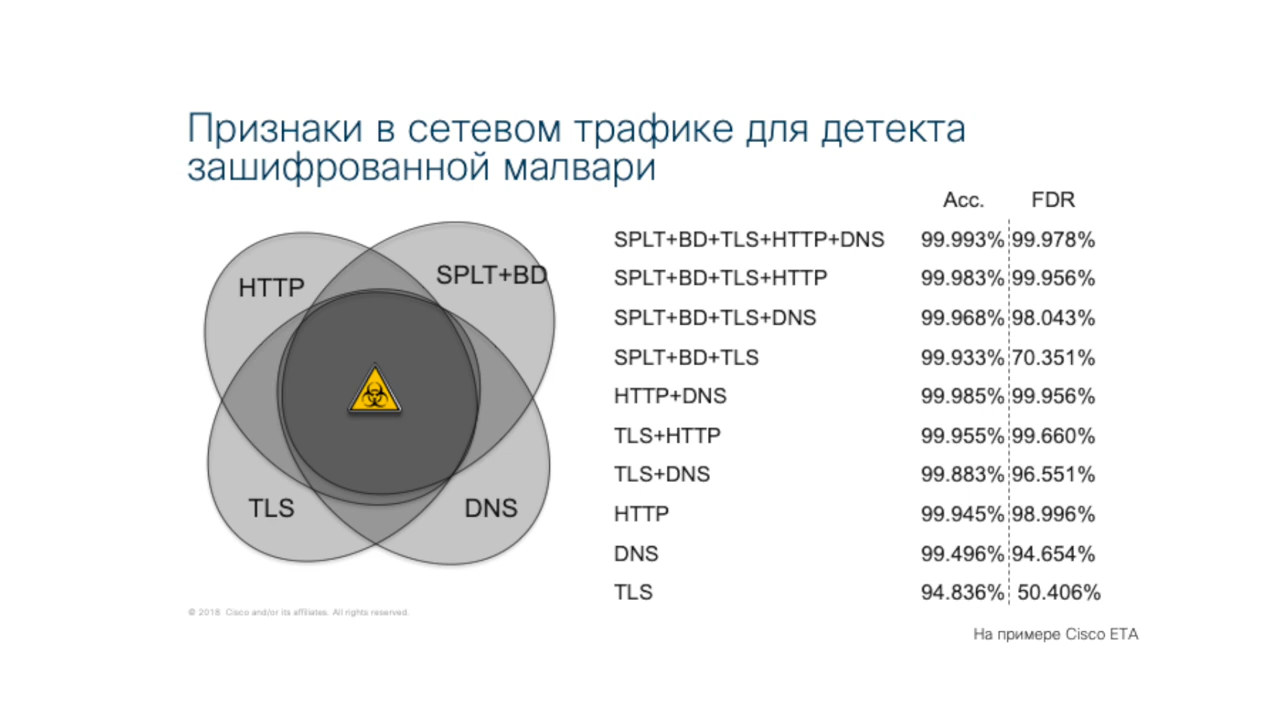 Признаки в сетевом трафике для детекта
зашифрованной малвари
Acc. FDR
SPLT+BD+TLS+HTTP+DNS 99.993% 99.978%
SPLT+BD+TLS+HTTP 99.983% 99.956%
SPLT+BD+TLS+DNS 99.968% 98.043%
SPLT+BD+TLS 99.933% 70.351%
HTTP+DNS 99.985% 99.956%
TLS+HTTP 99.955% 99.660%
TLS+DNS 99.883% 96.551%
HTTP 99.945% 98.996%
DNS 99.496% 94.654%
TLS 94.836% 50.406%
HTTP
SPLT+BD
TLS
DNS
© 2018 Cisco and/or its affiliates. All rights reserved.
На примере Cisco ETA